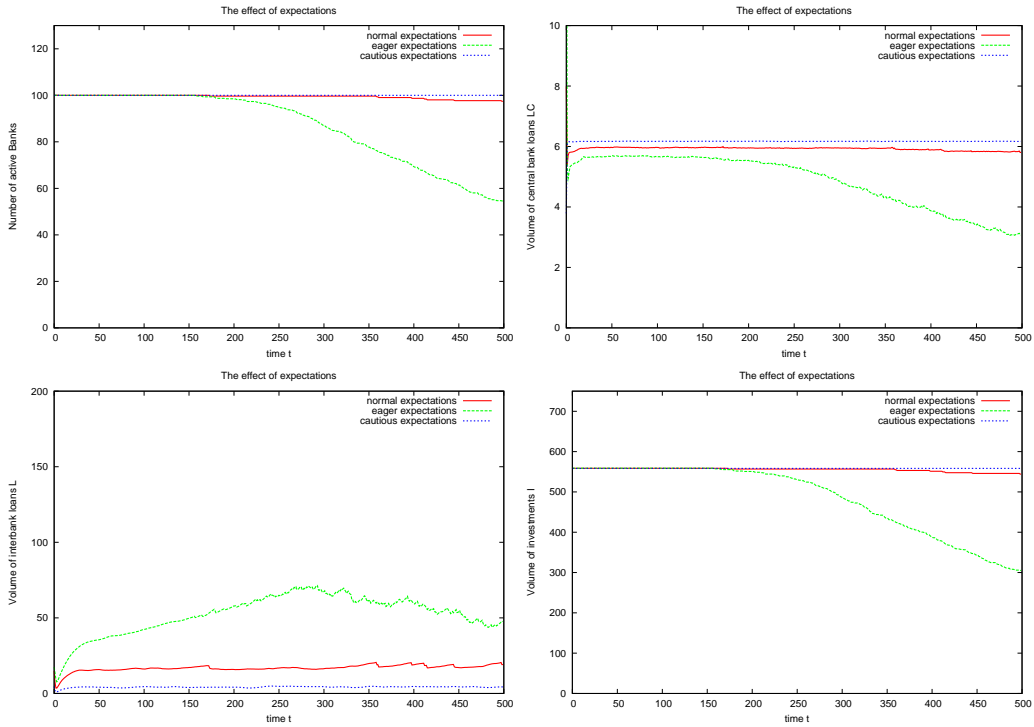 The effect of expectations
normal expectations
eager expectations
cautious expectations
120
100
80
60
40
20
0
Number of active Banks
0 50 100 150 200 250 300 350 400 450 500
time t
The effect of expectations
normal expectations
eager expectations
cautious expectations
10
8
6
4
2
0
Volume of central bank loans LC
0 50 100 150 200 250 300 350 400 450 500
time t
The effect of expectations
normal expectations
eager expectations
cautious expectations
200
150
100
50
0
Volume of interbank loans L
0 50 100 150 200 250 300 350 400 450 500
time t
The effect of expectations
normal expectations
eager expectations
cautious expectations
700
600
500
400
300
200
100
0
Volume of investments I
0 50 100 150 200 250 300 350 400 450 500
time t